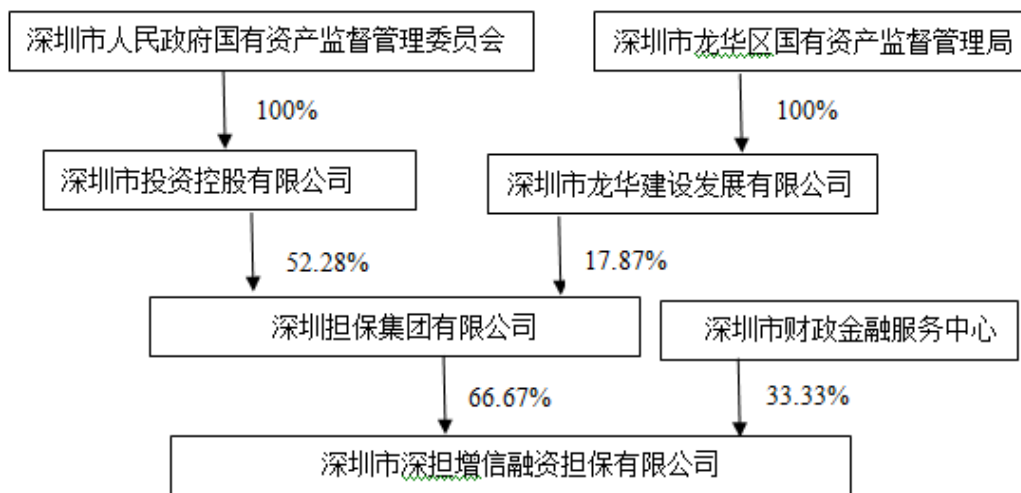 深圳市人民政府国有资产监督管理委员会
深圳市龙华区国有资产监督管理局
100%
100%
深圳市投资控股有限公司
深圳市龙华建设发展有限公司
52.28%
17.87%
深圳担保集团有限公司
深圳市财政金融服务中心
66.67%
33.33%
深圳市深担增信融资担保有限公司